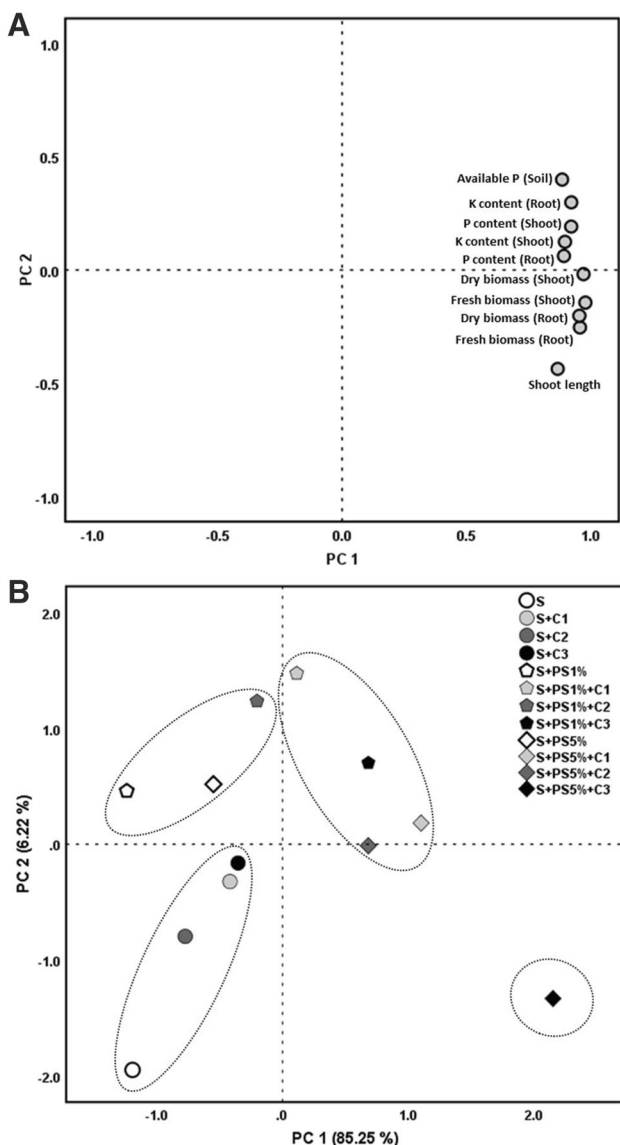 A
1.0
0.5
Available P (Soil)
K content (Root)
P content (Shoot)
K content (Shoot)
P content (Root)
PC 2
0.0
Dry biomass (Shoot)
Fresh biomass (Shoot)
Dry biomass (Root)
Fresh biomass (Root)
-0.5
Shoot length
-1.0
-1.0 -0.5 0.0 0.5 1.0
PC 1
B
2.0
S
S+C1
S+C2
S+C3
S+PS1%
S+PS1%+C1
S+PS1%+C2
S+PS1%+C3
S+PS5%
S+PS5%+C1
S+PS5%+C2
S+PS5%+C3
1.0
PC 2 (6.22 %)
.0
-1.0
-2.0
-1.0 .0 1.0 2.0
PC 1 (85.25 %)